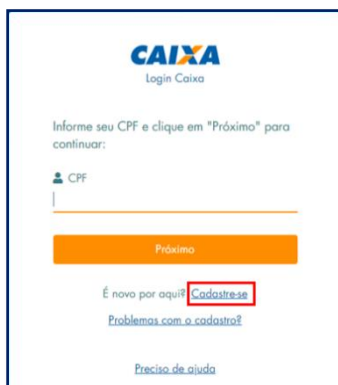 CAIXA
Login Caixa
Informe seu CPF e clique em "Próximo" para
continuar:
CPF
Próximo
É novo por aqui? Cadastre-se
Problemas com o cadastro?
Preciso de ajuda